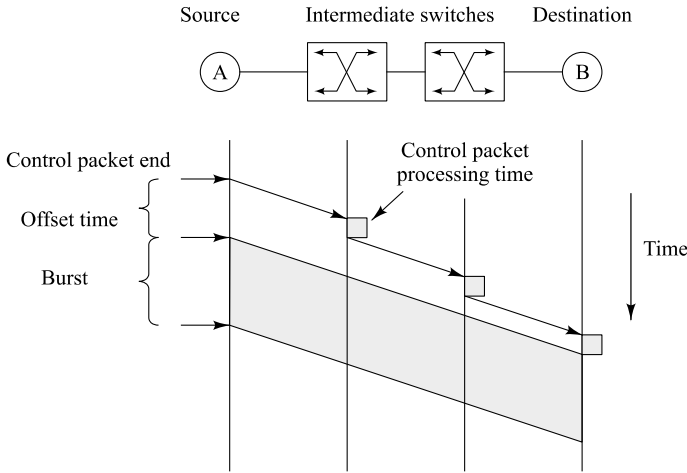 Source
Intermediate switches
Destination
A
B
Control packet end
Control packet
processing time
Offset time
Burst
Time